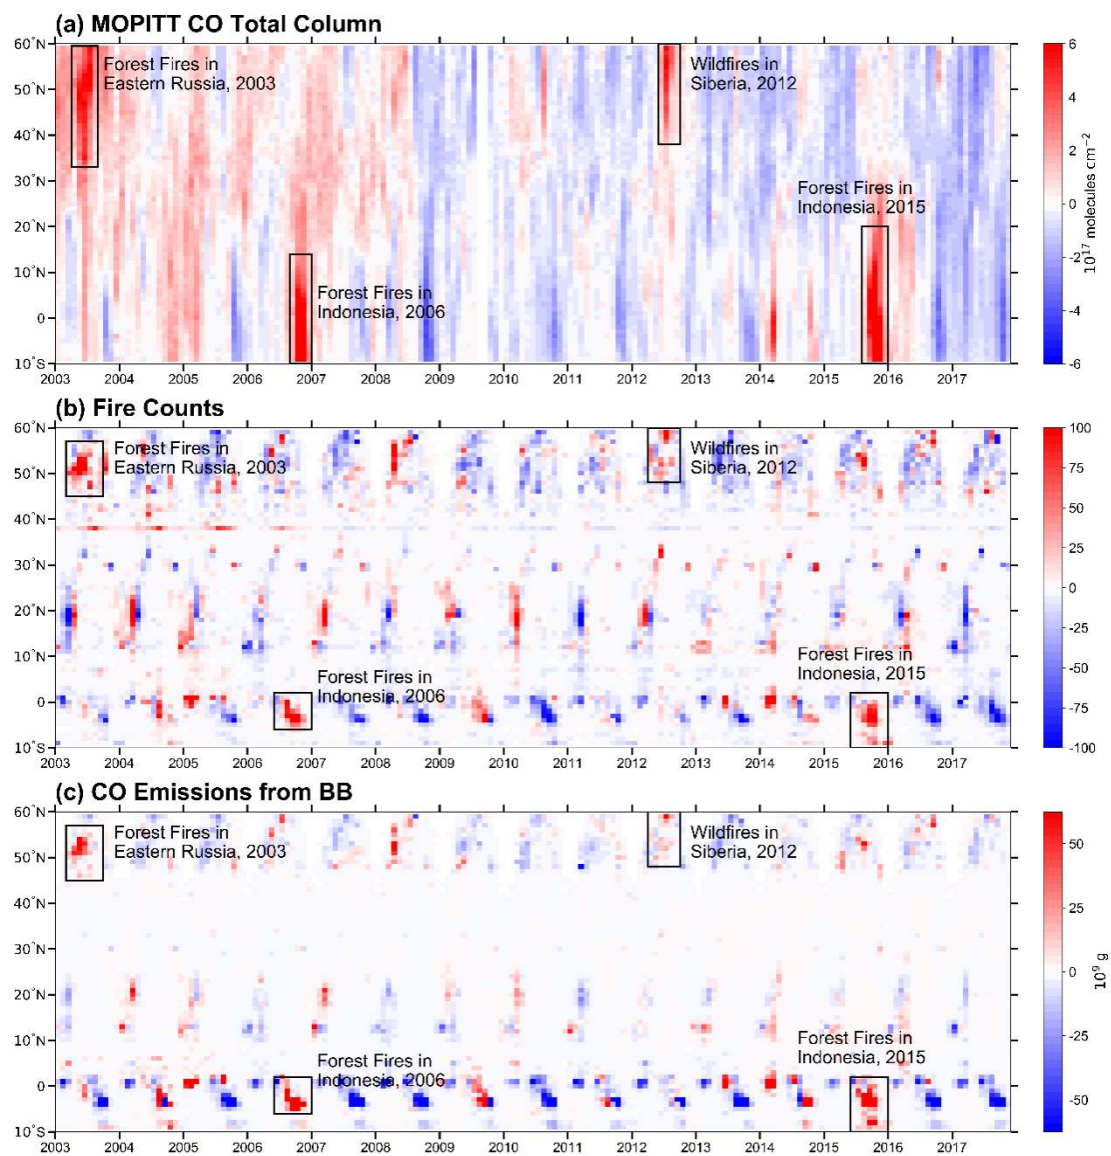 (a) MOPITT CO Total Column
60°N
50°N
40°N
30°N
20°N
10°N
0
10°S
Forest Fires in
Eastern Russia, 2003
Wildfires in
Siberia, 2012
Forest Fires in
Indonesia, 2015
Forest Fires in
Indonesia, 2006
2003 2004 2005 2006 2007 2008 2009 2010 2011 2012 2013 2014 2015 2016 2017
6
4
2
0
-2
-4
-6
10¹⁷ molecules cm⁻²
(b) Fire Counts
60°N
50°N
40°N
30°N
20°N
10°N
0
10°S
Forest Fires in
Eastern Russia, 2003
Wildfires in
Siberia, 2012
Forest Fires in
Indonesia, 2015
Forest Fires in
Indonesia, 2006
2003 2004 2005 2006 2007 2008 2009 2010 2011 2012 2013 2014 2015 2016 2017
100
75
50
25
0
-25
-50
-75
-100
(c) CO Emissions from BB
60°N
50°N
40°N
30°N
20°N
10°N
0
10°S
Forest Fires in
Eastern Russia, 2003
Wildfires in
Siberia, 2012
Forest Fires in
Indonesia, 2015
Forest Fires in
Indonesia, 2006
2003 2004 2005 2006 2007 2008 2009 2010 2011 2012 2013 2014 2015 2016 2017
50
25
0
-25
-50
10⁹ g